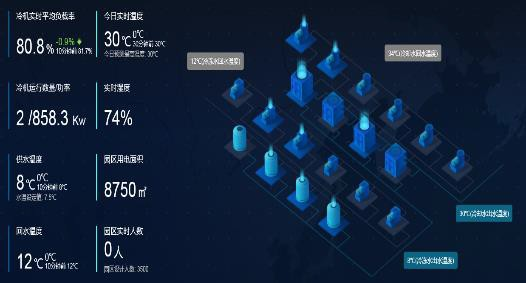 冷机实时平均负载率
80.8% -0.9%
10分钟前 81.7%
今日实时温度
30℃ 0℃
30分钟前 30℃
今日预测最高温度: 30℃
冷机运行数量/功率
2 /858.3 Kw
实时湿度
74%
供水温度
8℃ 0℃
10分钟前 8℃
水温设定值: 7.5℃
园区用电面积
8750㎡
回水温度
12℃ 0℃
10分钟前 12℃
园区实时人数
0人
园区设计人数: 3500
12℃(冷冻水回水温度)
34℃(冷却水回水温度)
30℃(冷却水出水温度)
8℃(冷冻水出水温度)